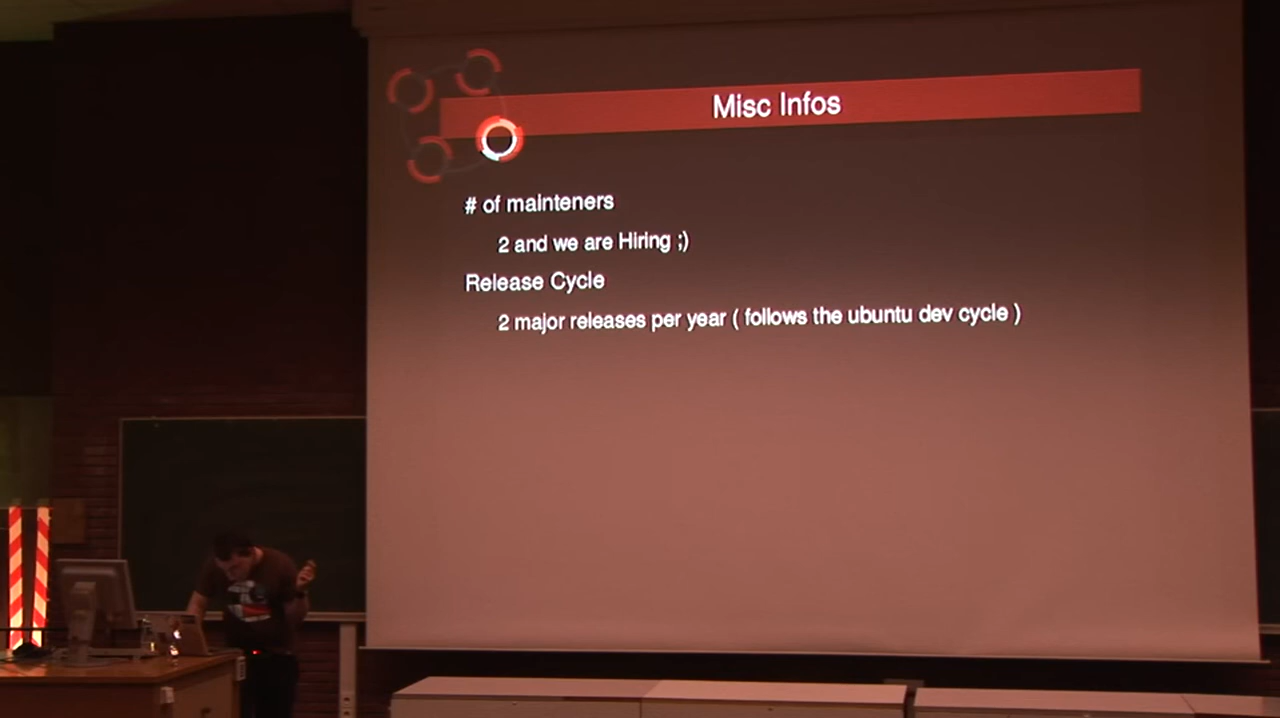 Misc Infos
# of mainteners
2 and we are Hiring ;)
Release Cycle
2 major releases per year ( follows the ubuntu dev cycle )